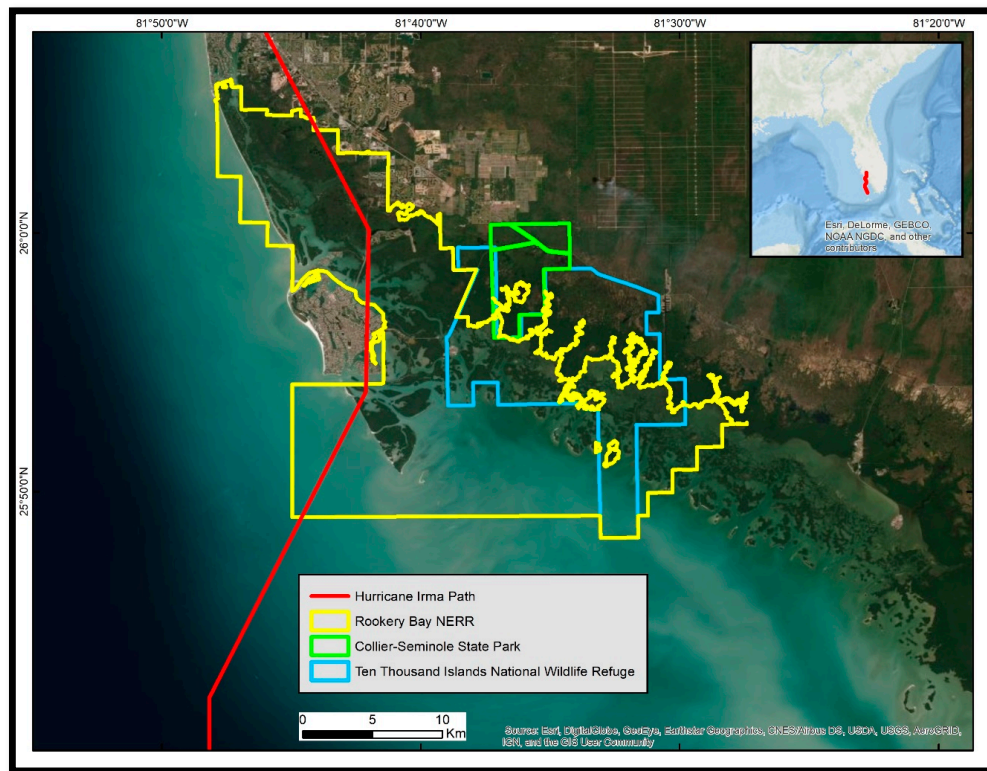 81°50'0"W 81°40'0"W 81°30'0"W 81°20'0"W
26°0'0"N
25°50'0"N
Esri, DeLorme, GEBCO,
NOAA NGDC, and other
contributors
Hurricane Irma Path
Rookery Bay NERR
Collier-Seminole State Park
Ten Thousand Islands National Wildlife Refuge
0 5 10
Km
Source: Esri, DigitalGlobe, GeoEye, Earthstar Geographics, CNES/Airbus DS, USDA, USGS, AeroGRID,
IGN, and the GIS User Community